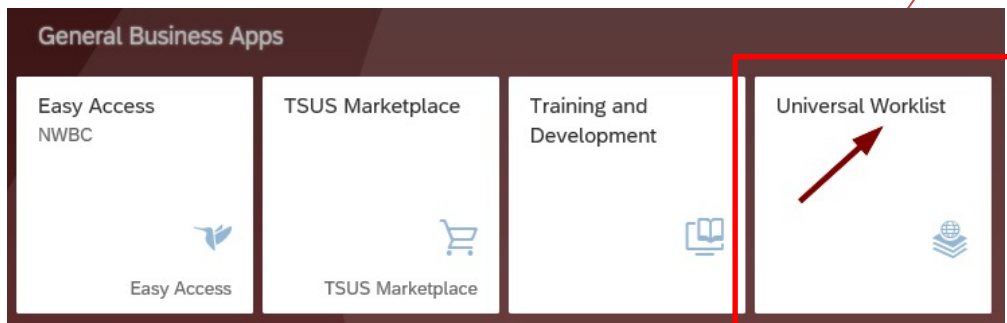 General Business Apps
Easy Access
NWBC
Easy Access
TSUS Marketplace
TSUS Marketplace
Training and
Development
Universal Worklist